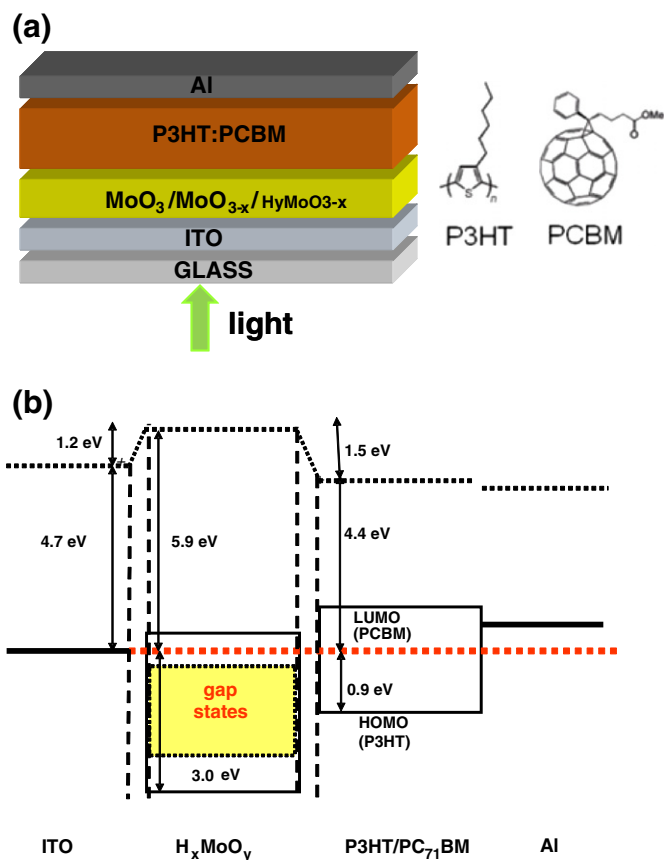 (a)
Al
P3HT:PCBM
MoO3/MoO3-x/HyMoO3-x
ITO
GLASS
light
OMe
O
S
n
P3HT
PCBM
(b)
1.2 eV
1.5 eV
4.7 eV
5.9 eV
4.4 eV
LUMO
(PCBM)
gap
states
0.9 eV
HOMO
(P3HT)
3.0 eV
ITO
HxMoOy
P3HT/PC71BM
Al